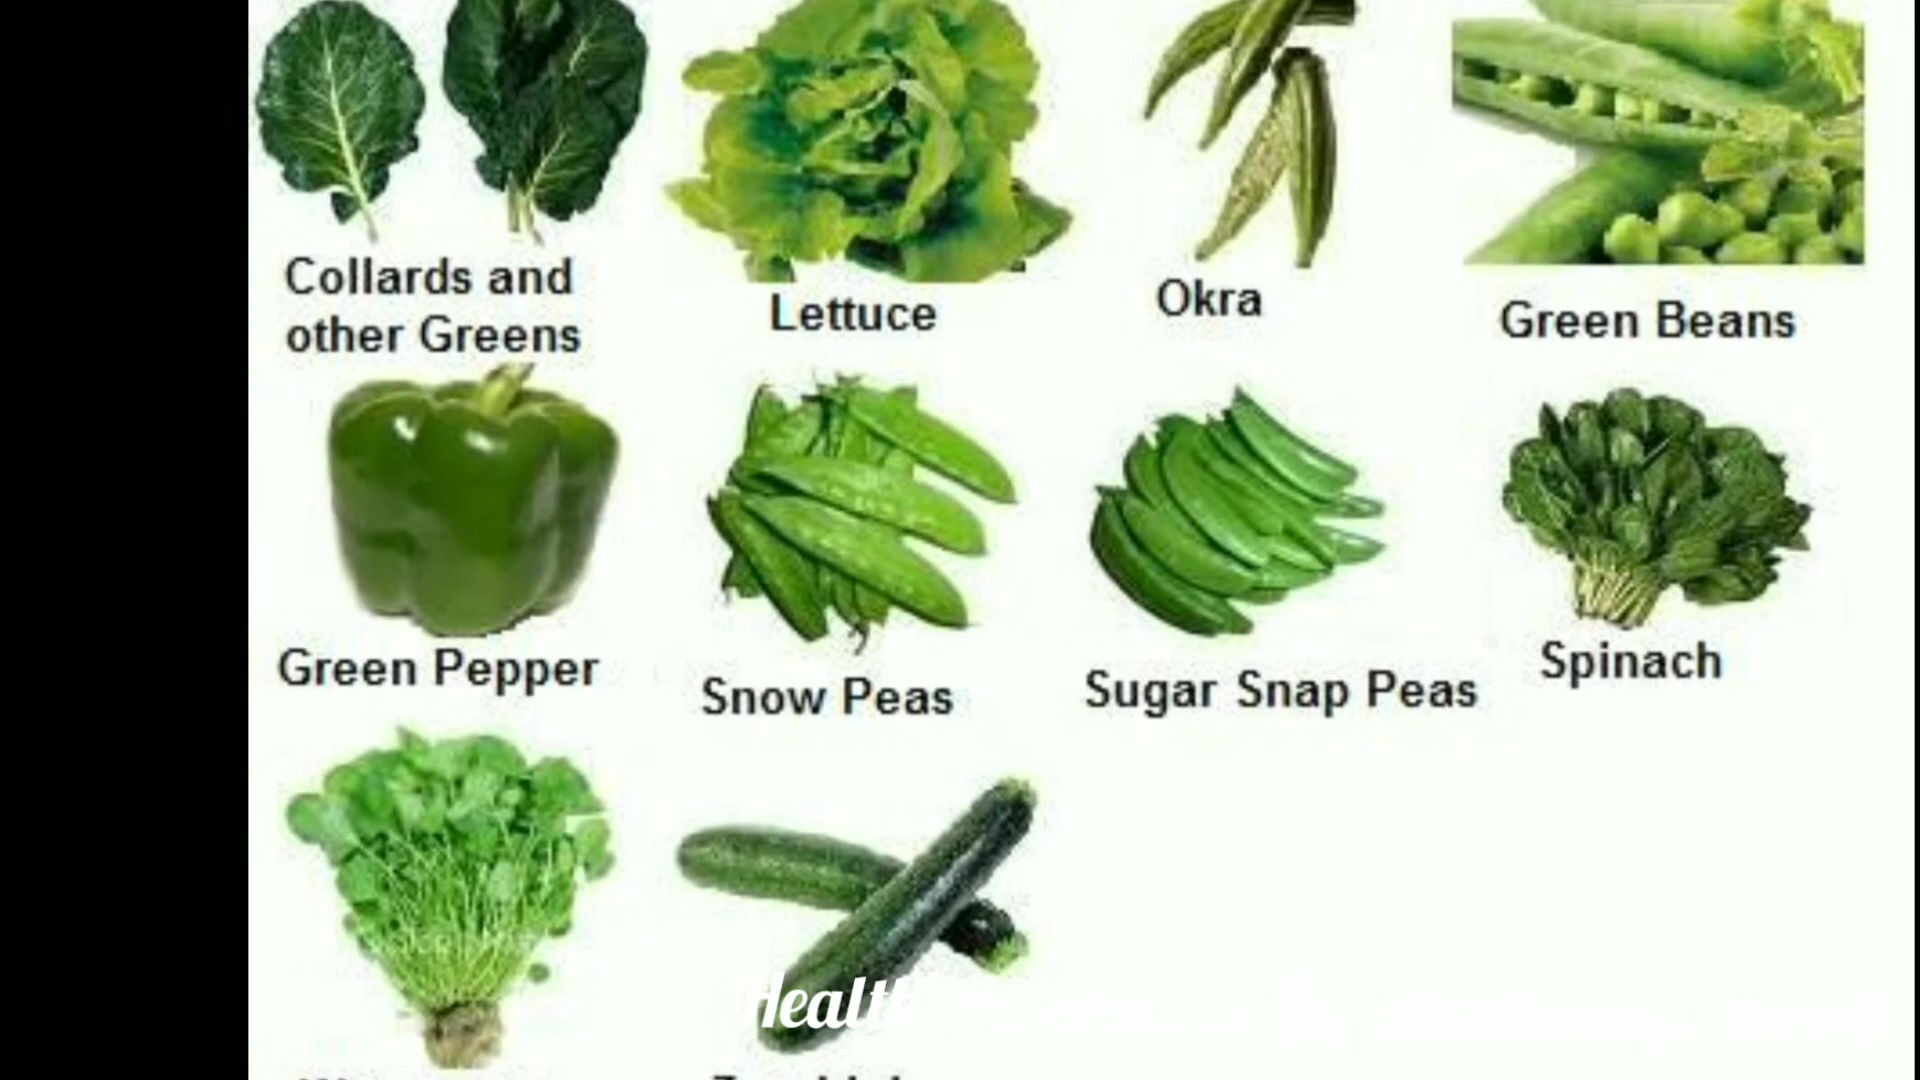 Collards and
other Greens
Lettuce
Okra
Green Beans
Green Pepper
Snow Peas
Sugar Snap Peas
Spinach